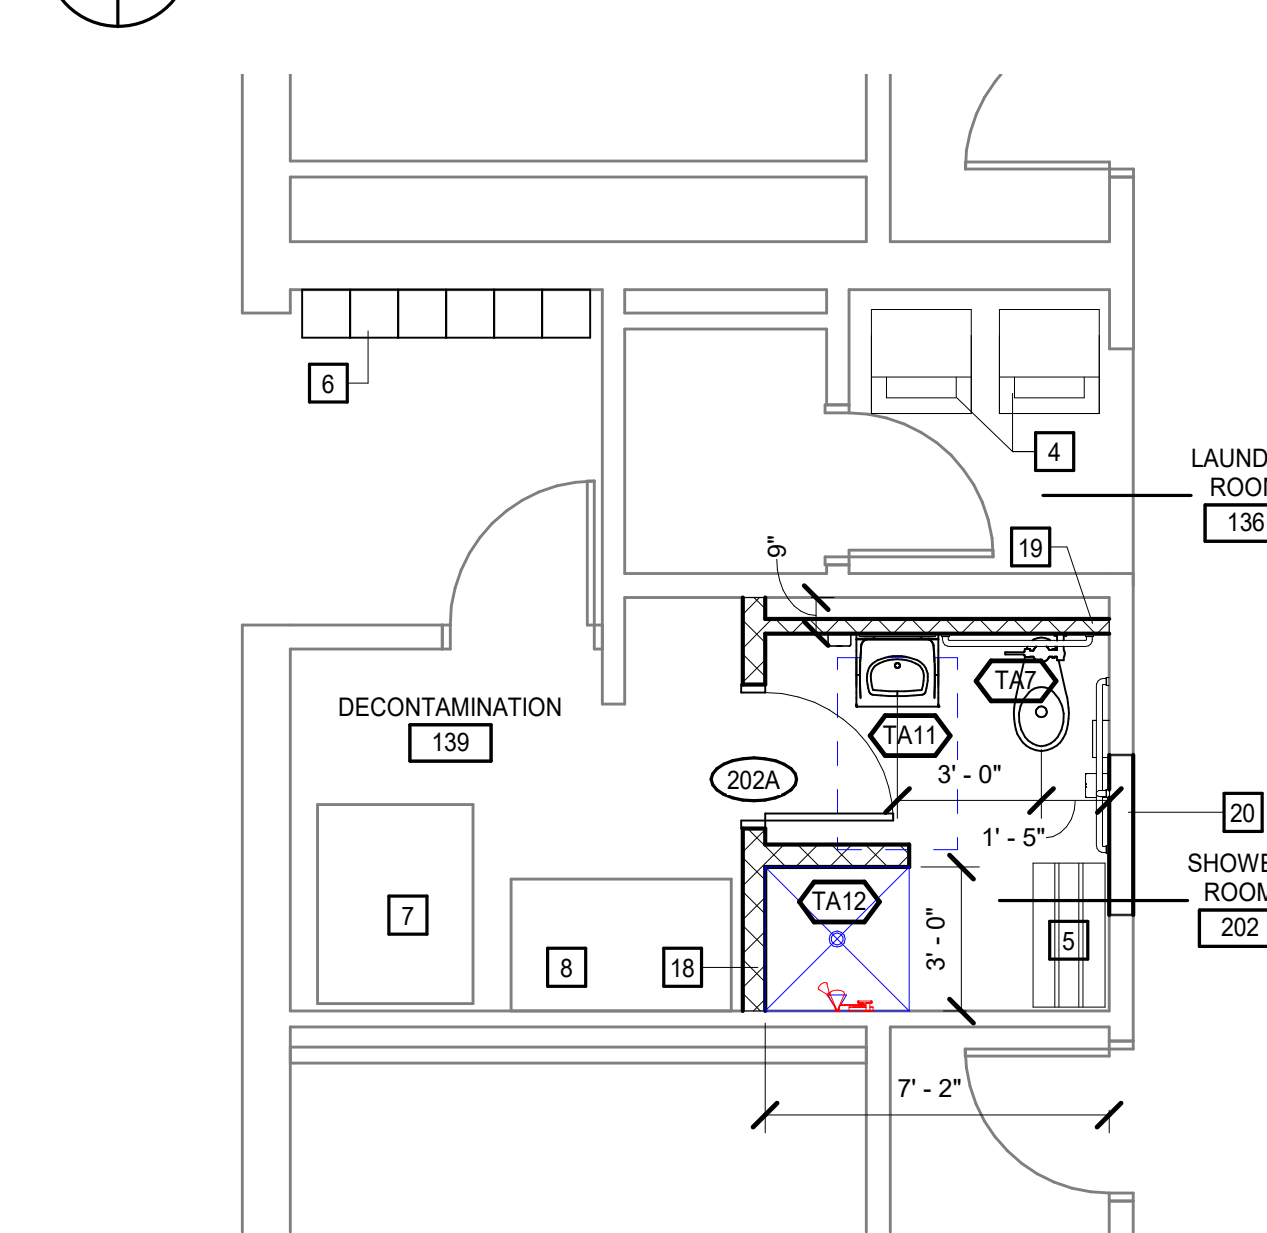 6
4
LAUND
ROOM
136
9"
19
TA7
DECONTAMINATION
139
TA11
202A
3' - 0"
20
1' - 5"
SHOWE
ROOM
202
TA12
7
3' - 0"
5
8
18
7' - 2"